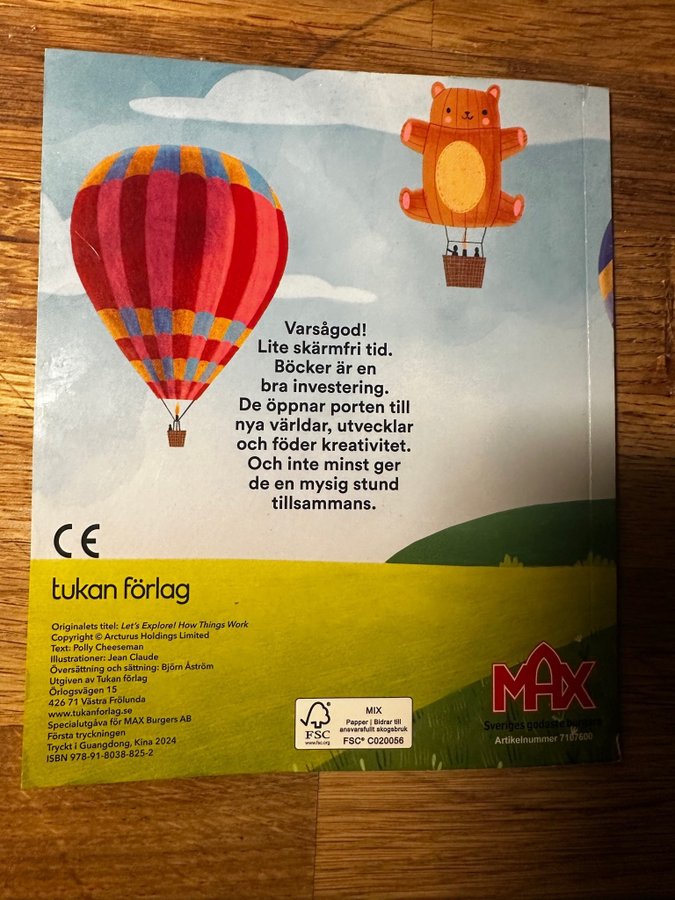 Varsågod!
Lite skärmfri tid.
Böcker är en
bra investering.
De öppnar porten till
nya världar, utvecklar
och föder kreativitet.
Och inte minst ger
de en mysig stund
tillsammans.
CE
tukan förlag
Originalets titel: Let's Explore! How Things Work
Copyright © Arcturus Holdings Limited
Text: Polly Cheeseman
Illustrationer: Jean Claude
Översättning och sättning: Björn Åström
Utgiven av Tukan förlag
Örlogsvägen 15
426 71 Västra Frölunda
www.tukanforlag.se
Specialutgåva för MAX Burgers AB
Första tryckningen
Tryckt i Guangdong, Kina 2024
ISBN 978-91-8038-825-2
FSC
www.fsc.org
MIX
Papper | Bidrar till
ansvarsfullt skogsbruk
FSC® C020056
MAX
Sveriges godaste burgare
Artikelnummer 7107600